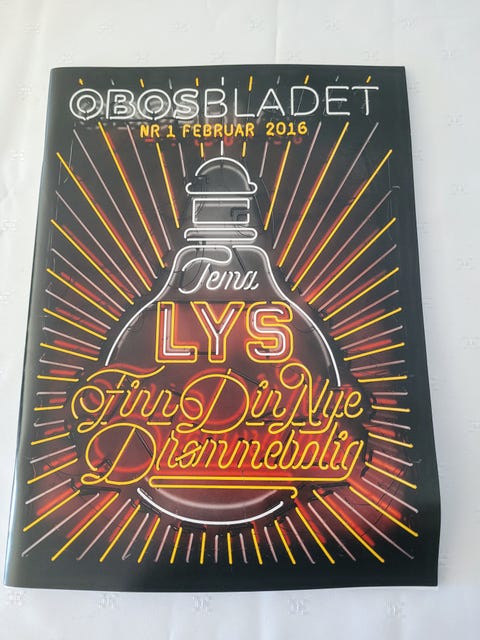 OBOSBLADET
NR 1 FEBRUAR 2016
Tema
LYS
Finn Din Nye
Drømmebolig